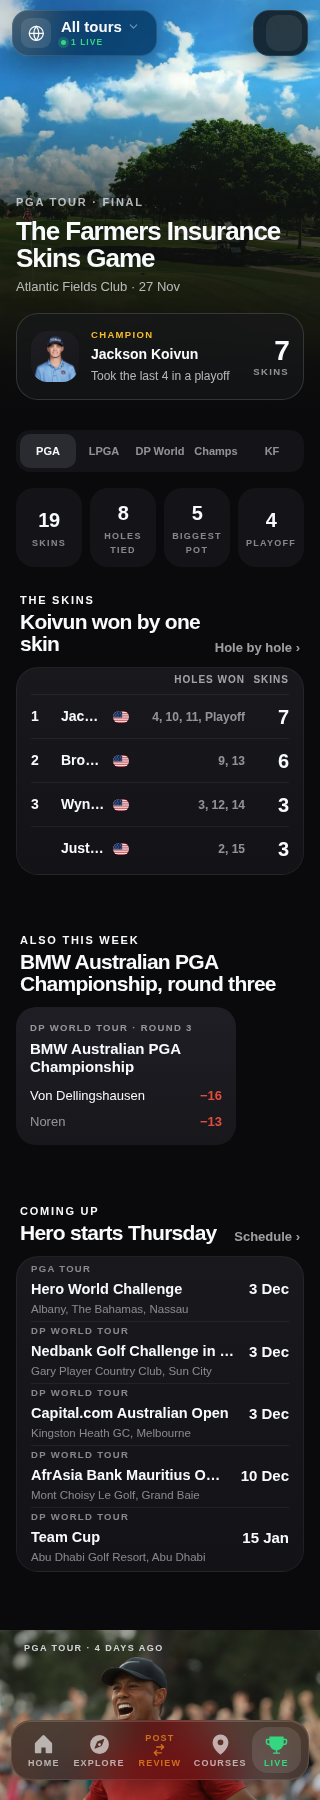 All tours
1 LIVE
PGA TOUR · FINAL
The Farmers Insurance
Skins Game
Atlantic Fields Club · 27 Nov
CHAMPION
Jackson Koivun
Took the last 4 in a playoff
7
SKINS
PGA
LPGA
DP World
Champs
KF
19
SKINS
8
HOLES
TIED
5
BIGGEST
POT
4
PLAYOFF
THE SKINS
Koivun won by one
skin
Hole by hole ›
HOLES WON SKINS
1 Jac... 4, 10, 11, Playoff 7
2 Bro... 9, 13 6
3 Wyn... 3, 12, 14 3
Just... 2, 15 3
ALSO THIS WEEK
BMW Australian PGA
Championship, round three
DP WORLD TOUR · ROUND 3
BMW Australian PGA
Championship
Von Dellingshausen −16
Noren −13
COMING UP
Hero starts Thursday
Schedule ›
PGA TOUR
Hero World Challenge 3 Dec
Albany, The Bahamas, Nassau
DP WORLD TOUR
Nedbank Golf Challenge in ... 3 Dec
Gary Player Country Club, Sun City
DP WORLD TOUR
Capital.com Australian Open 3 Dec
Kingston Heath GC, Melbourne
DP WORLD TOUR
AfrAsia Bank Mauritius O... 10 Dec
Mont Choisy Le Golf, Grand Baie
DP WORLD TOUR
Team Cup 15 Jan
Abu Dhabi Golf Resort, Abu Dhabi
PGA TOUR · 4 DAYS AGO
HOME
EXPLORE
POST
REVIEW
COURSES
LIVE